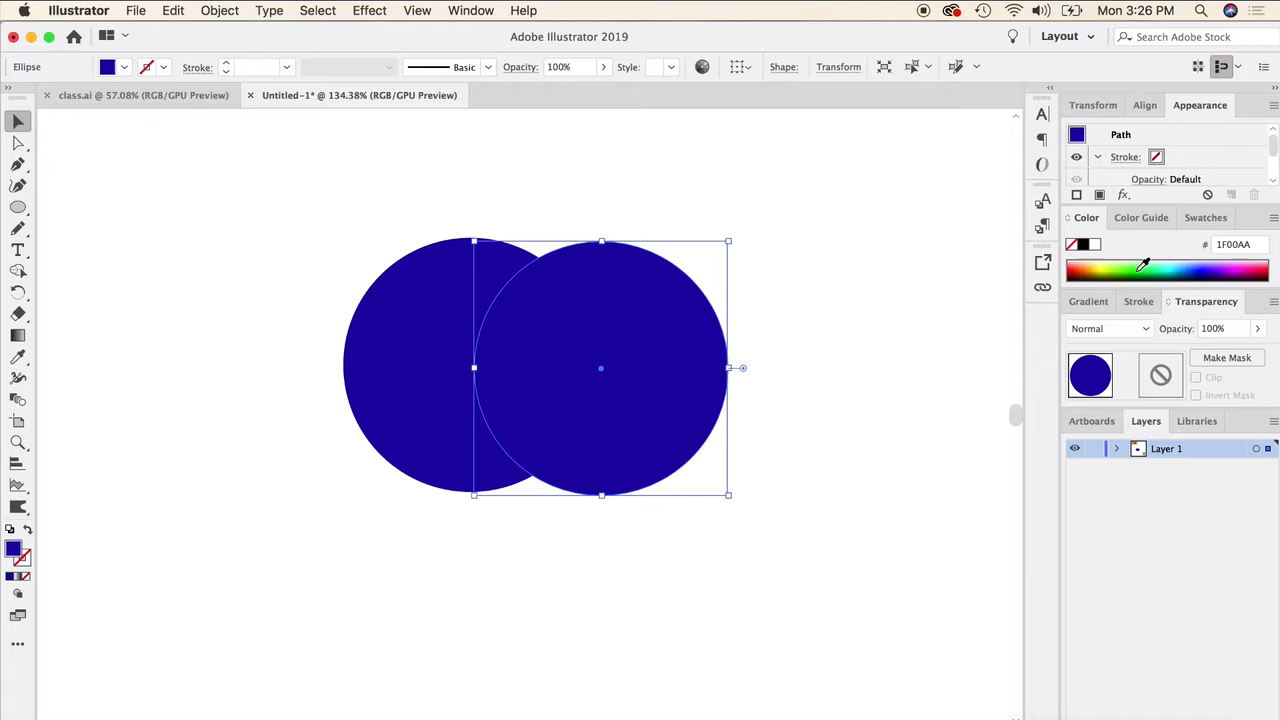 Illustrator File Edit Object Type Select Effect View Window Help Mon 3:26 PM
Adobe Illustrator 2019 Layout Search Adobe Stock
Ellipse Stroke: Basic Opacity: 100% Style: Shape: Transform
class.ai @ 57.08% (RGB/GPU Preview) Untitled-1* @ 134.38% (RGB/GPU Preview)
Transform Align Appearance
Path
Stroke:
Opacity: Default
fx.
Color Color Guide Swatches
# 1F00AA
Gradient Stroke Transparency
Normal Opacity: 100%
Make Mask
Clip
Invert Mask
Artboards Layers Libraries
Layer 1